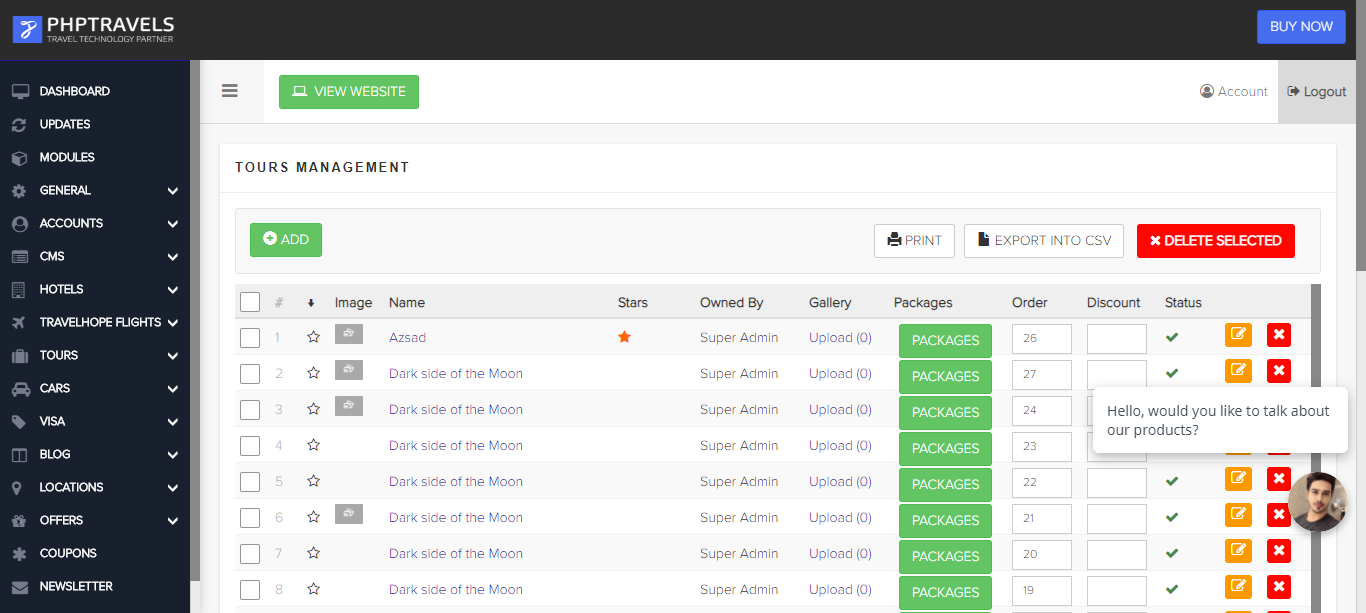 PHPTRAVELS
TRAVEL TECHNOLOGY PARTNER
BUY NOW
DASHBOARD
UPDATES
MODULES
GENERAL
ACCOUNTS
CMS
HOTELS
TRAVELHOPE FLIGHTS
TOURS
CARS
VISA
BLOG
LOCATIONS
OFFERS
COUPONS
NEWSLETTER
VIEW WEBSITE
Account
Logout
TOURS MANAGEMENT
ADD
PRINT
EXPORT INTO CSV
DELETE SELECTED
# Image Name Stars Owned By Gallery Packages Order Discount Status
1 Azsad Super Admin Upload (0) PACKAGES 26
2 Dark side of the Moon Super Admin Upload (0) PACKAGES 27
3 Dark side of the Moon Super Admin Upload (0) PACKAGES 24
4 Dark side of the Moon Super Admin Upload (0) PACKAGES 23
5 Dark side of the Moon Super Admin Upload (0) PACKAGES 22
6 Dark side of the Moon Super Admin Upload (0) PACKAGES 21
7 Dark side of the Moon Super Admin Upload (0) PACKAGES 20
8 Dark side of the Moon Super Admin Upload (0) PACKAGES 19
Hello, would you like to talk about
our products?